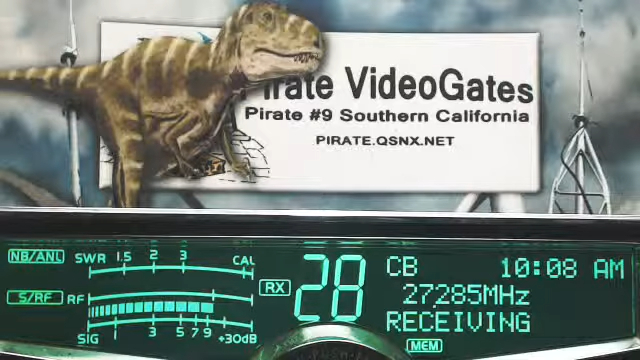 irate VideoGates
Pirate #9 Southern California
PIRATE.QSNX.NET
NB/ANL SWR 1.5 2 3 CAL
S/RF RF
SIG 1 3 5 7 9 +30dB
RX 28
CB 10:08 AM
27285MHz
RECEIVING
MEM